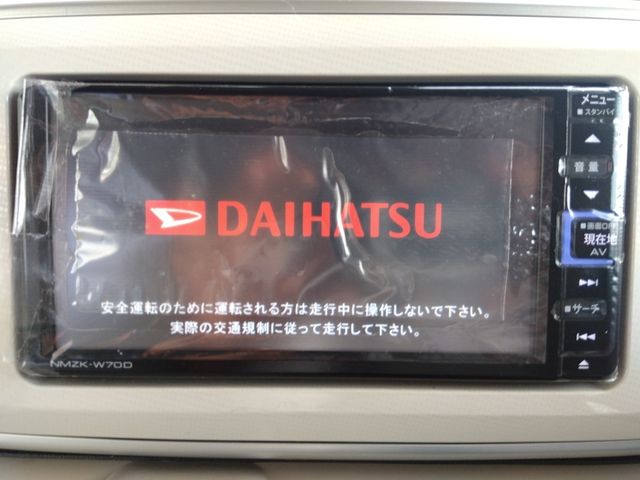 DAIHATSU
安全運転のために運転される方は走行中に操作しないで下さい。
実際の交通規制に従って走行して下さい。
NMZK-W70D
メニュー
■スタンバイ
音量
■画面OFF
現在地
AV
■サーチ